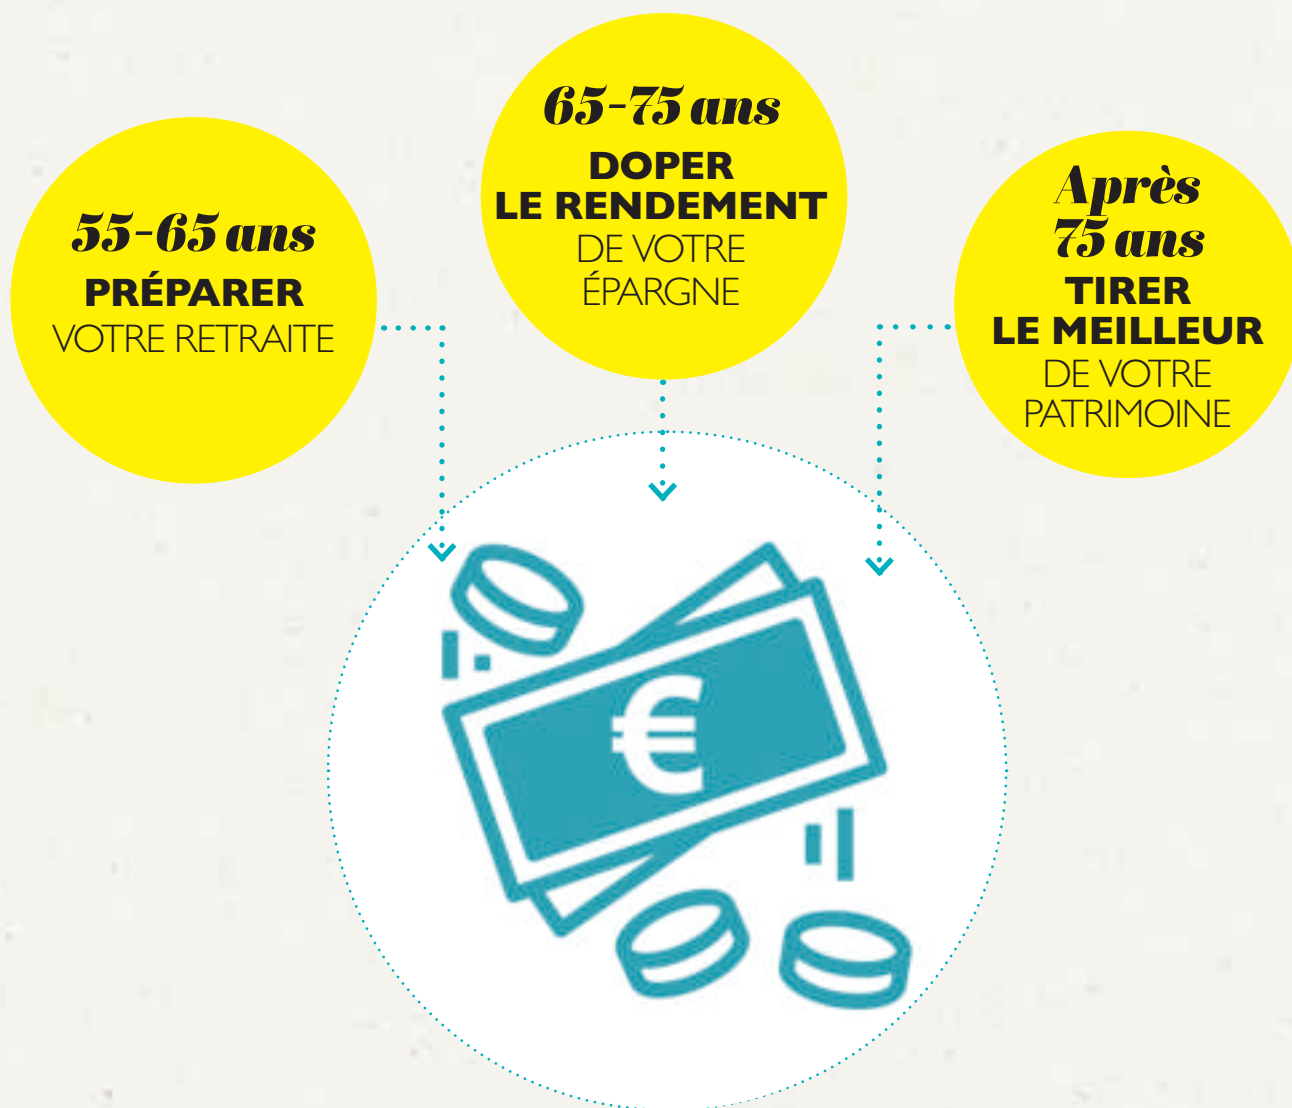 55-65 ans
PRÉPARER
VOTRE RETRAITE
65-75 ans
DOPER
LE RENDEMENT
DE VOTRE
ÉPARGNE
Après
75 ans
TIRER
LE MEILLEUR
DE VOTRE
PATRIMOINE
€